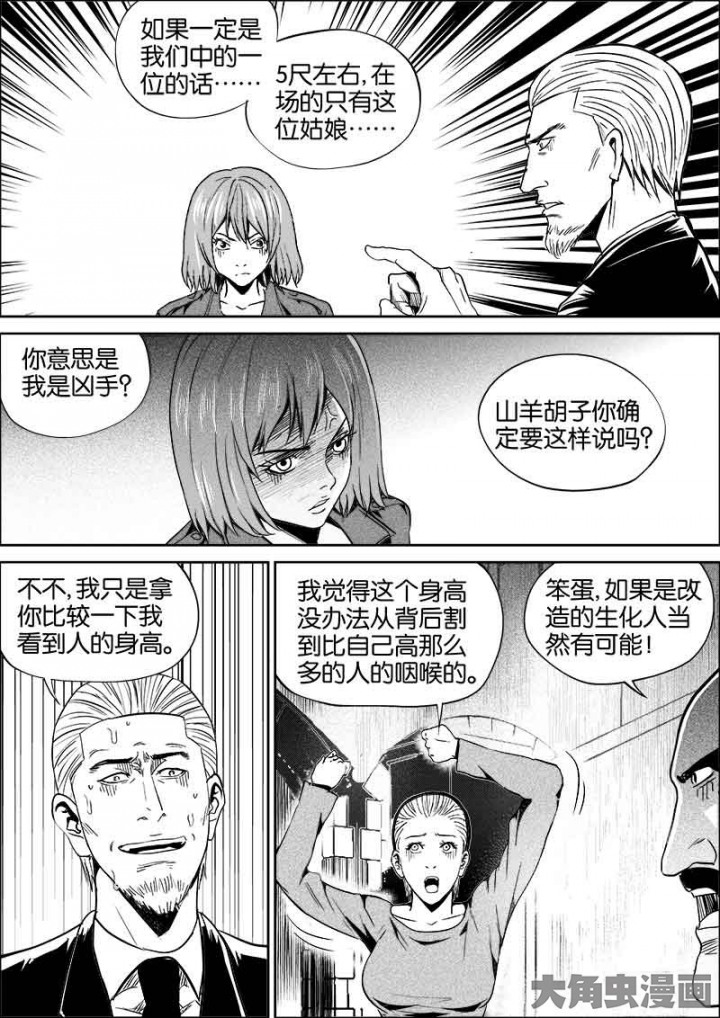 如果一定是
我们中的一
位的话……
5尺左右,在
场的只有这
位姑娘……
你意思是
我是凶手?
山羊胡子你确
定要这样说吗?
不不,我只是拿
你比较一下我
看到人的身高。
我觉得这个身高
没办法从背后割
到比自己高那么
多的人的咽喉的。
笨蛋,如果是改
造的生化人当
然有可能!
大角虫漫画